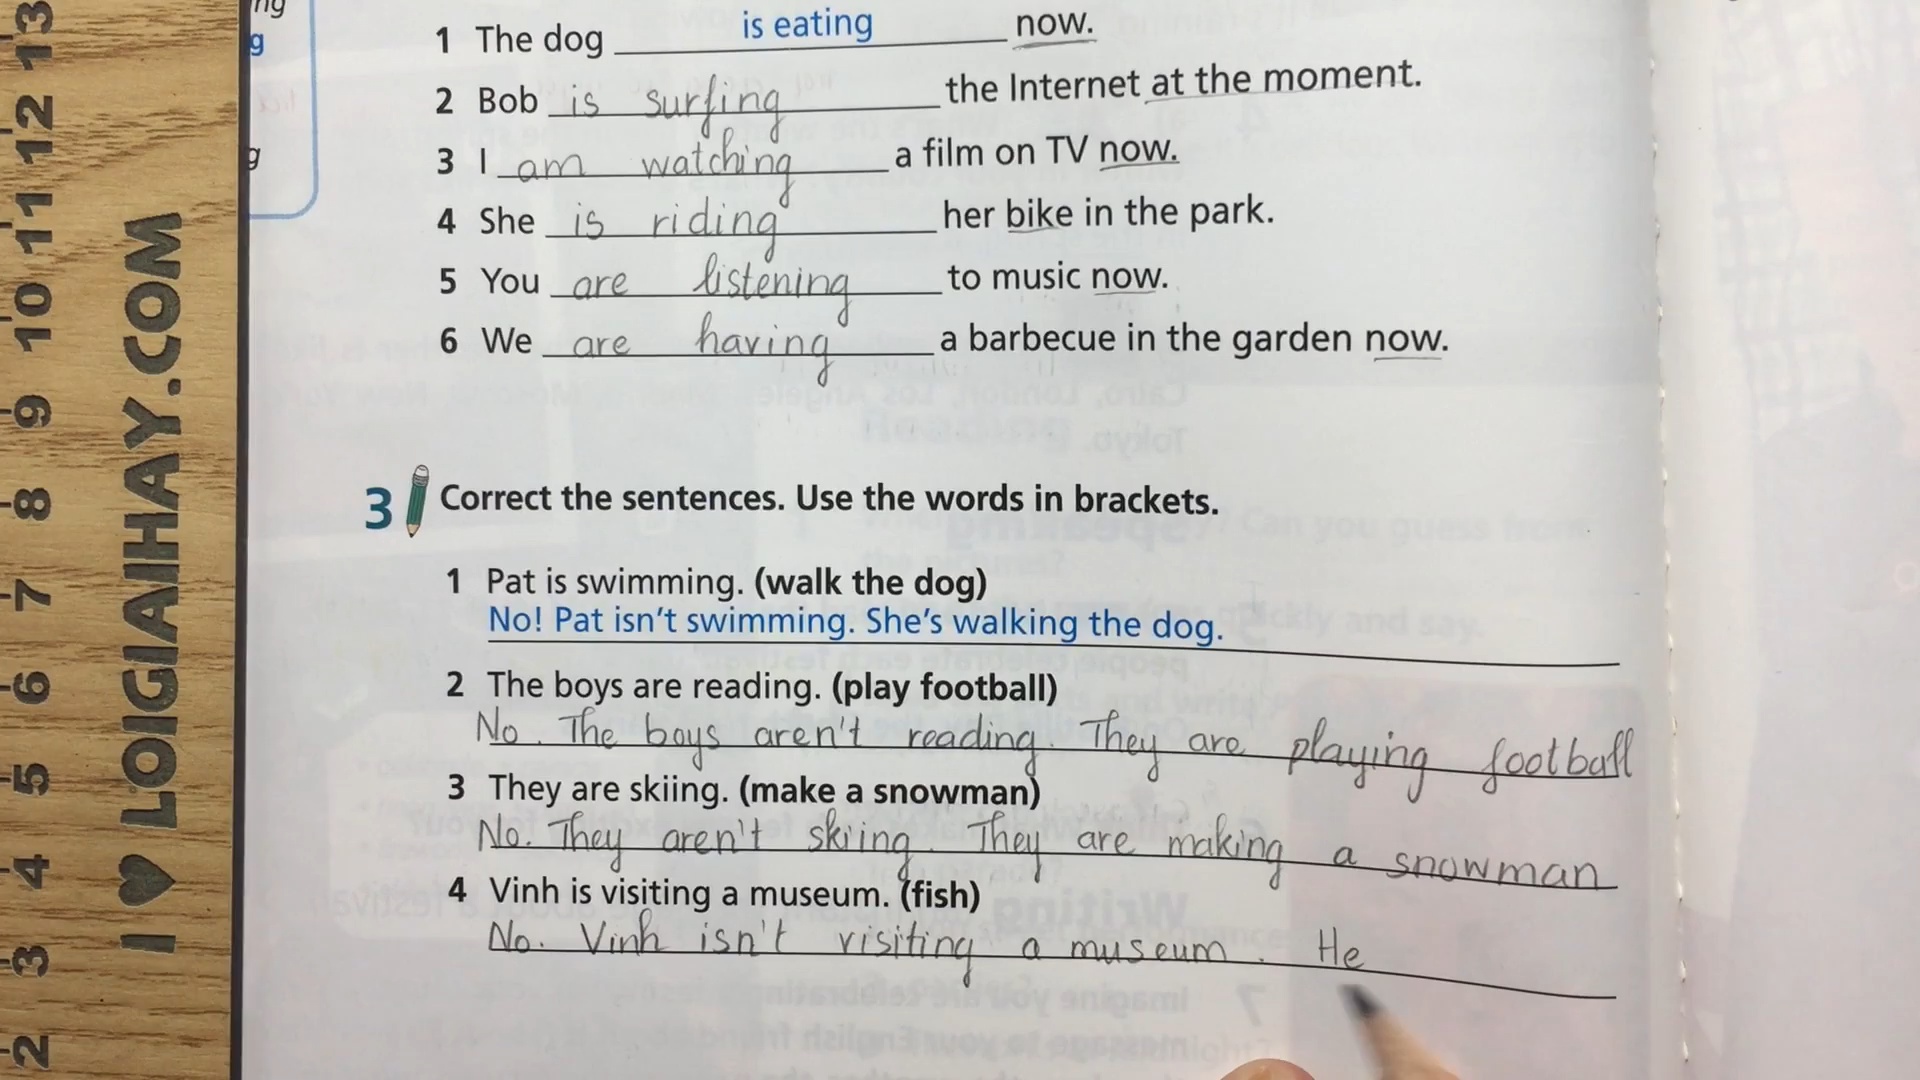 ng
g
g
1 The dog is eating now.
2 Bob is surfing the Internet at the moment.
3 I am watching a film on TV now.
4 She is riding her bike in the park.
5 You are listening to music now.
6 We are having a barbecue in the garden now.
3 Correct the sentences. Use the words in brackets.
1 Pat is swimming. (walk the dog)
No! Pat isn't swimming. She's walking the dog.
2 The boys are reading. (play football)
No. The boys aren't reading. They are playing football
3 They are skiing. (make a snowman)
No. They aren't skiing. They are making a snowman
4 Vinh is visiting a museum. (fish)
No. Vinh isn't visiting a museum. He
I ♥ LOIGIAIHAY.COM
2 3 4 5 6 7 8 9 10 11 12 13